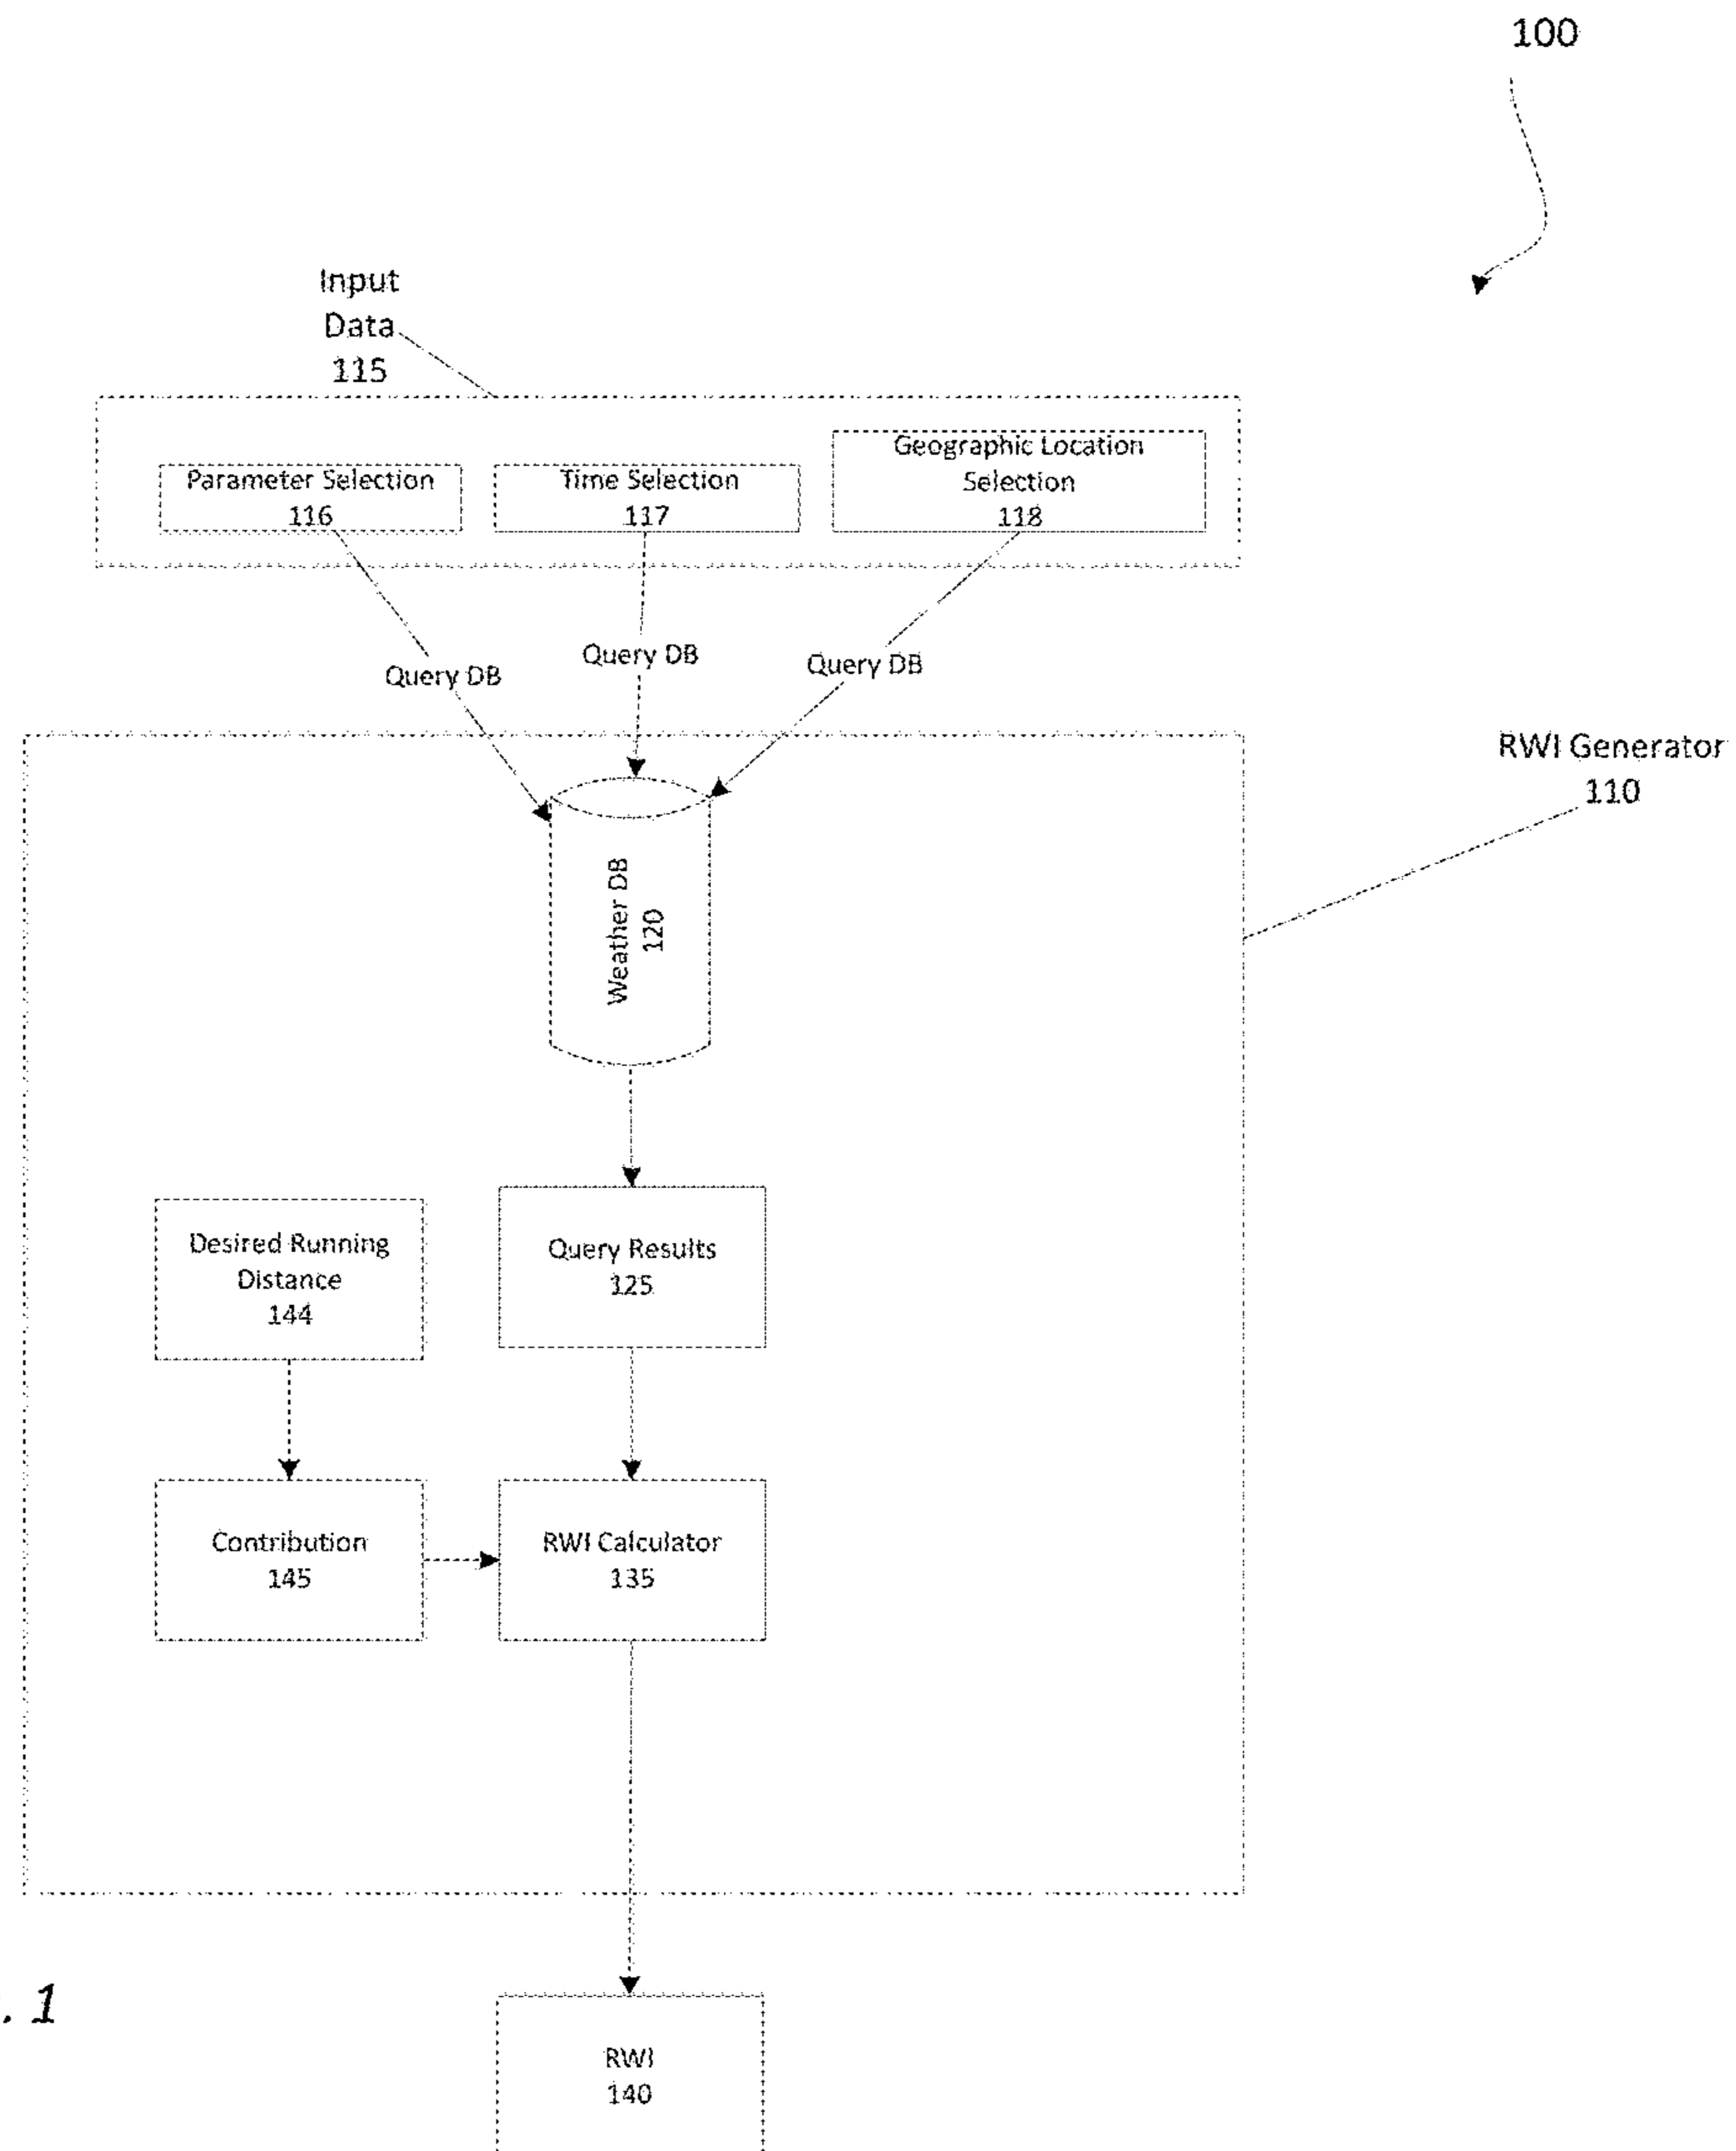 100
Input
Data
115
Parameter Selection
116
Time Selection
117
Geographic Location
Selection
118
Query DB
Query DB
Query DB
RWI Generator
110
Weather DB
120
Desired Running
Distance
144
Query Results
125
Contribution
145
RWI Calculator
135
. 1
RWI
140